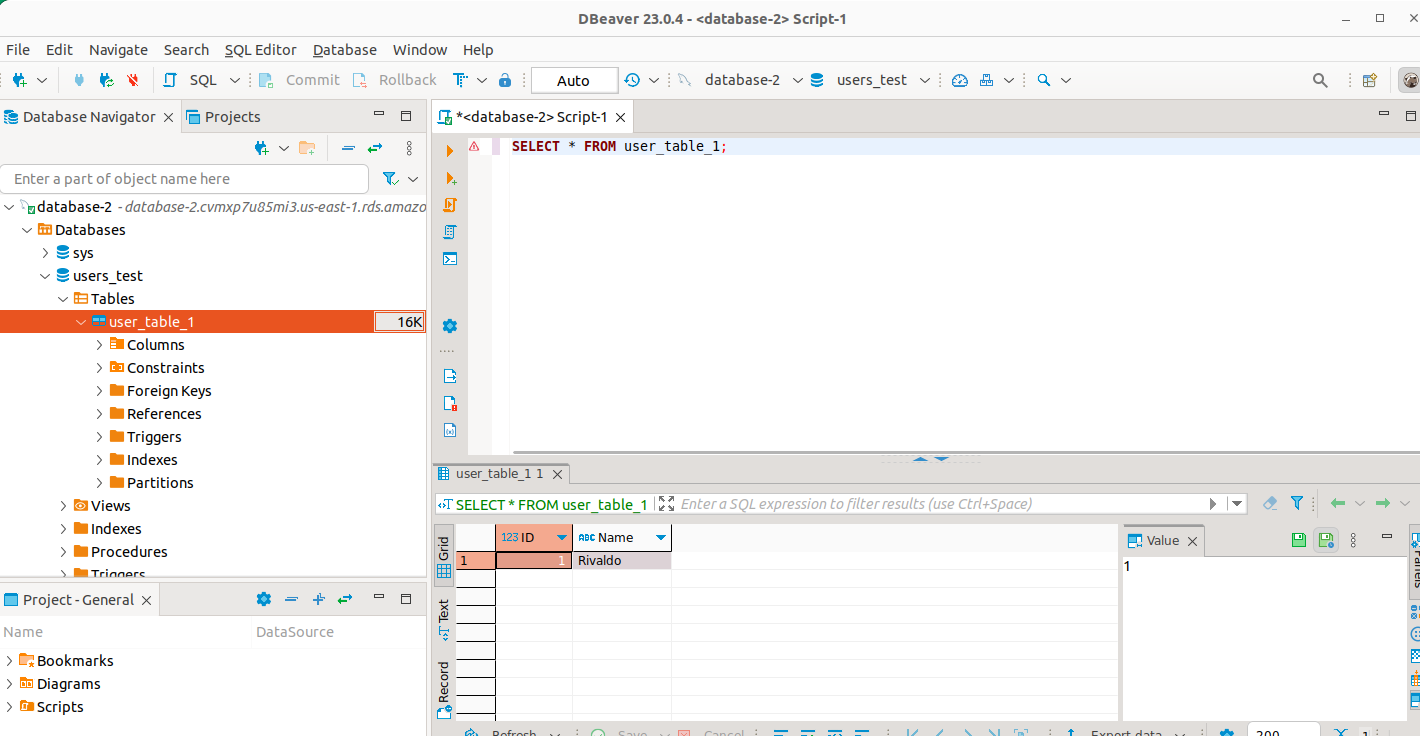 DBeaver 23.0.4 - <database-2> Script-1
File Edit Navigate Search SQL Editor Database Window Help
SQL Commit Rollback Auto database-2 users_test
Database Navigator Projects
Enter a part of object name here
database-2 - database-2.cvmxp7u85mi3.us-east-1.rds.amazo
Databases
sys
users_test
Tables
user_table_1 16K
Columns
Constraints
Foreign Keys
References
Triggers
Indexes
Partitions
Views
Indexes
Procedures
Triggers
Project - General
Name DataSource
Bookmarks
Diagrams
Scripts
*<database-2> Script-1
SELECT * FROM user_table_1;
user_table_1 1
SELECT * FROM user_table_1 Enter a SQL expression to filter results (use Ctrl+Space)
Grid
Text
Record
123 ID ABC Name
1 1 Rivaldo
Value
1
Panels
Refresh Save Cancel Export data 200 1